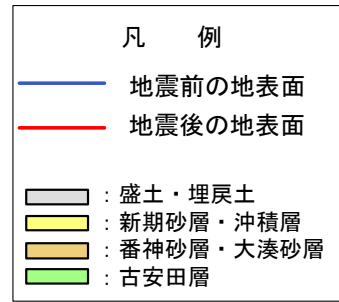 凡　例
地震前の地表面
地震後の地表面
：盛土・埋戻土
：新期砂層・沖積層
：番神砂層・大湊砂層
：古安田層